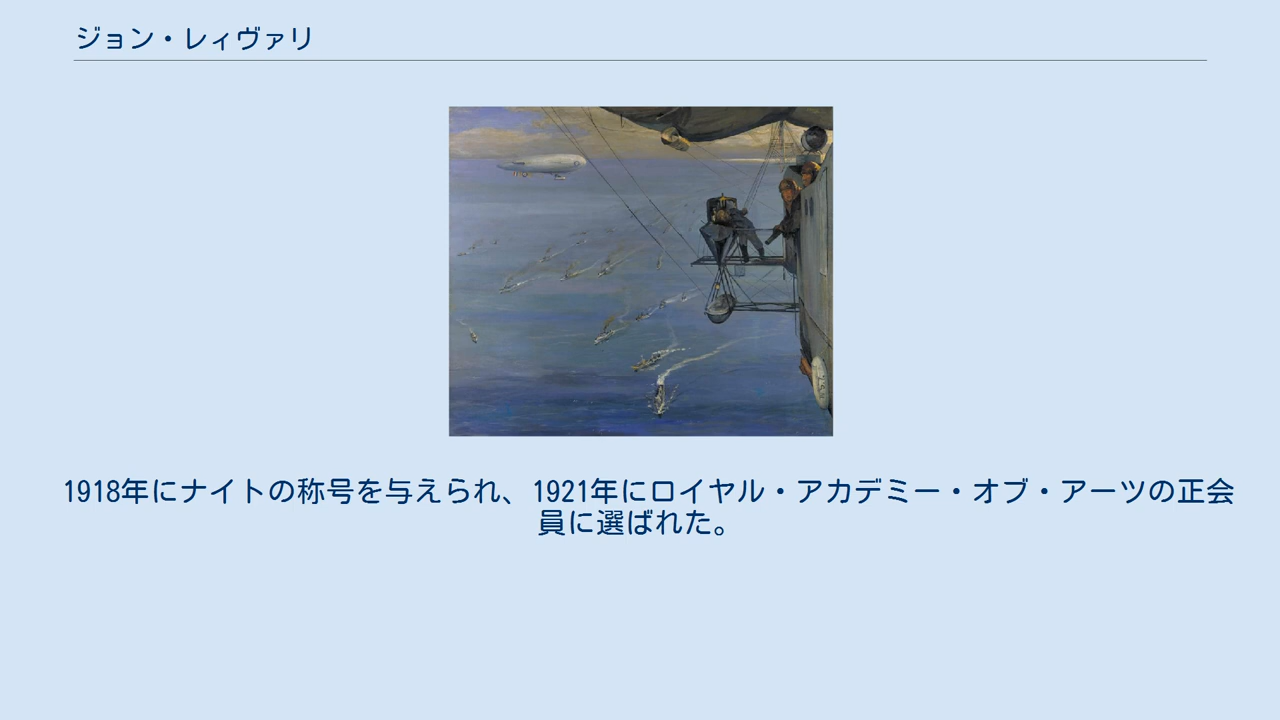 ジョン・レィヴァリ
1918年にナイトの称号を与えられ、1921年にロイヤル・アカデミー・オブ・アーツの正会
員に選ばれた。